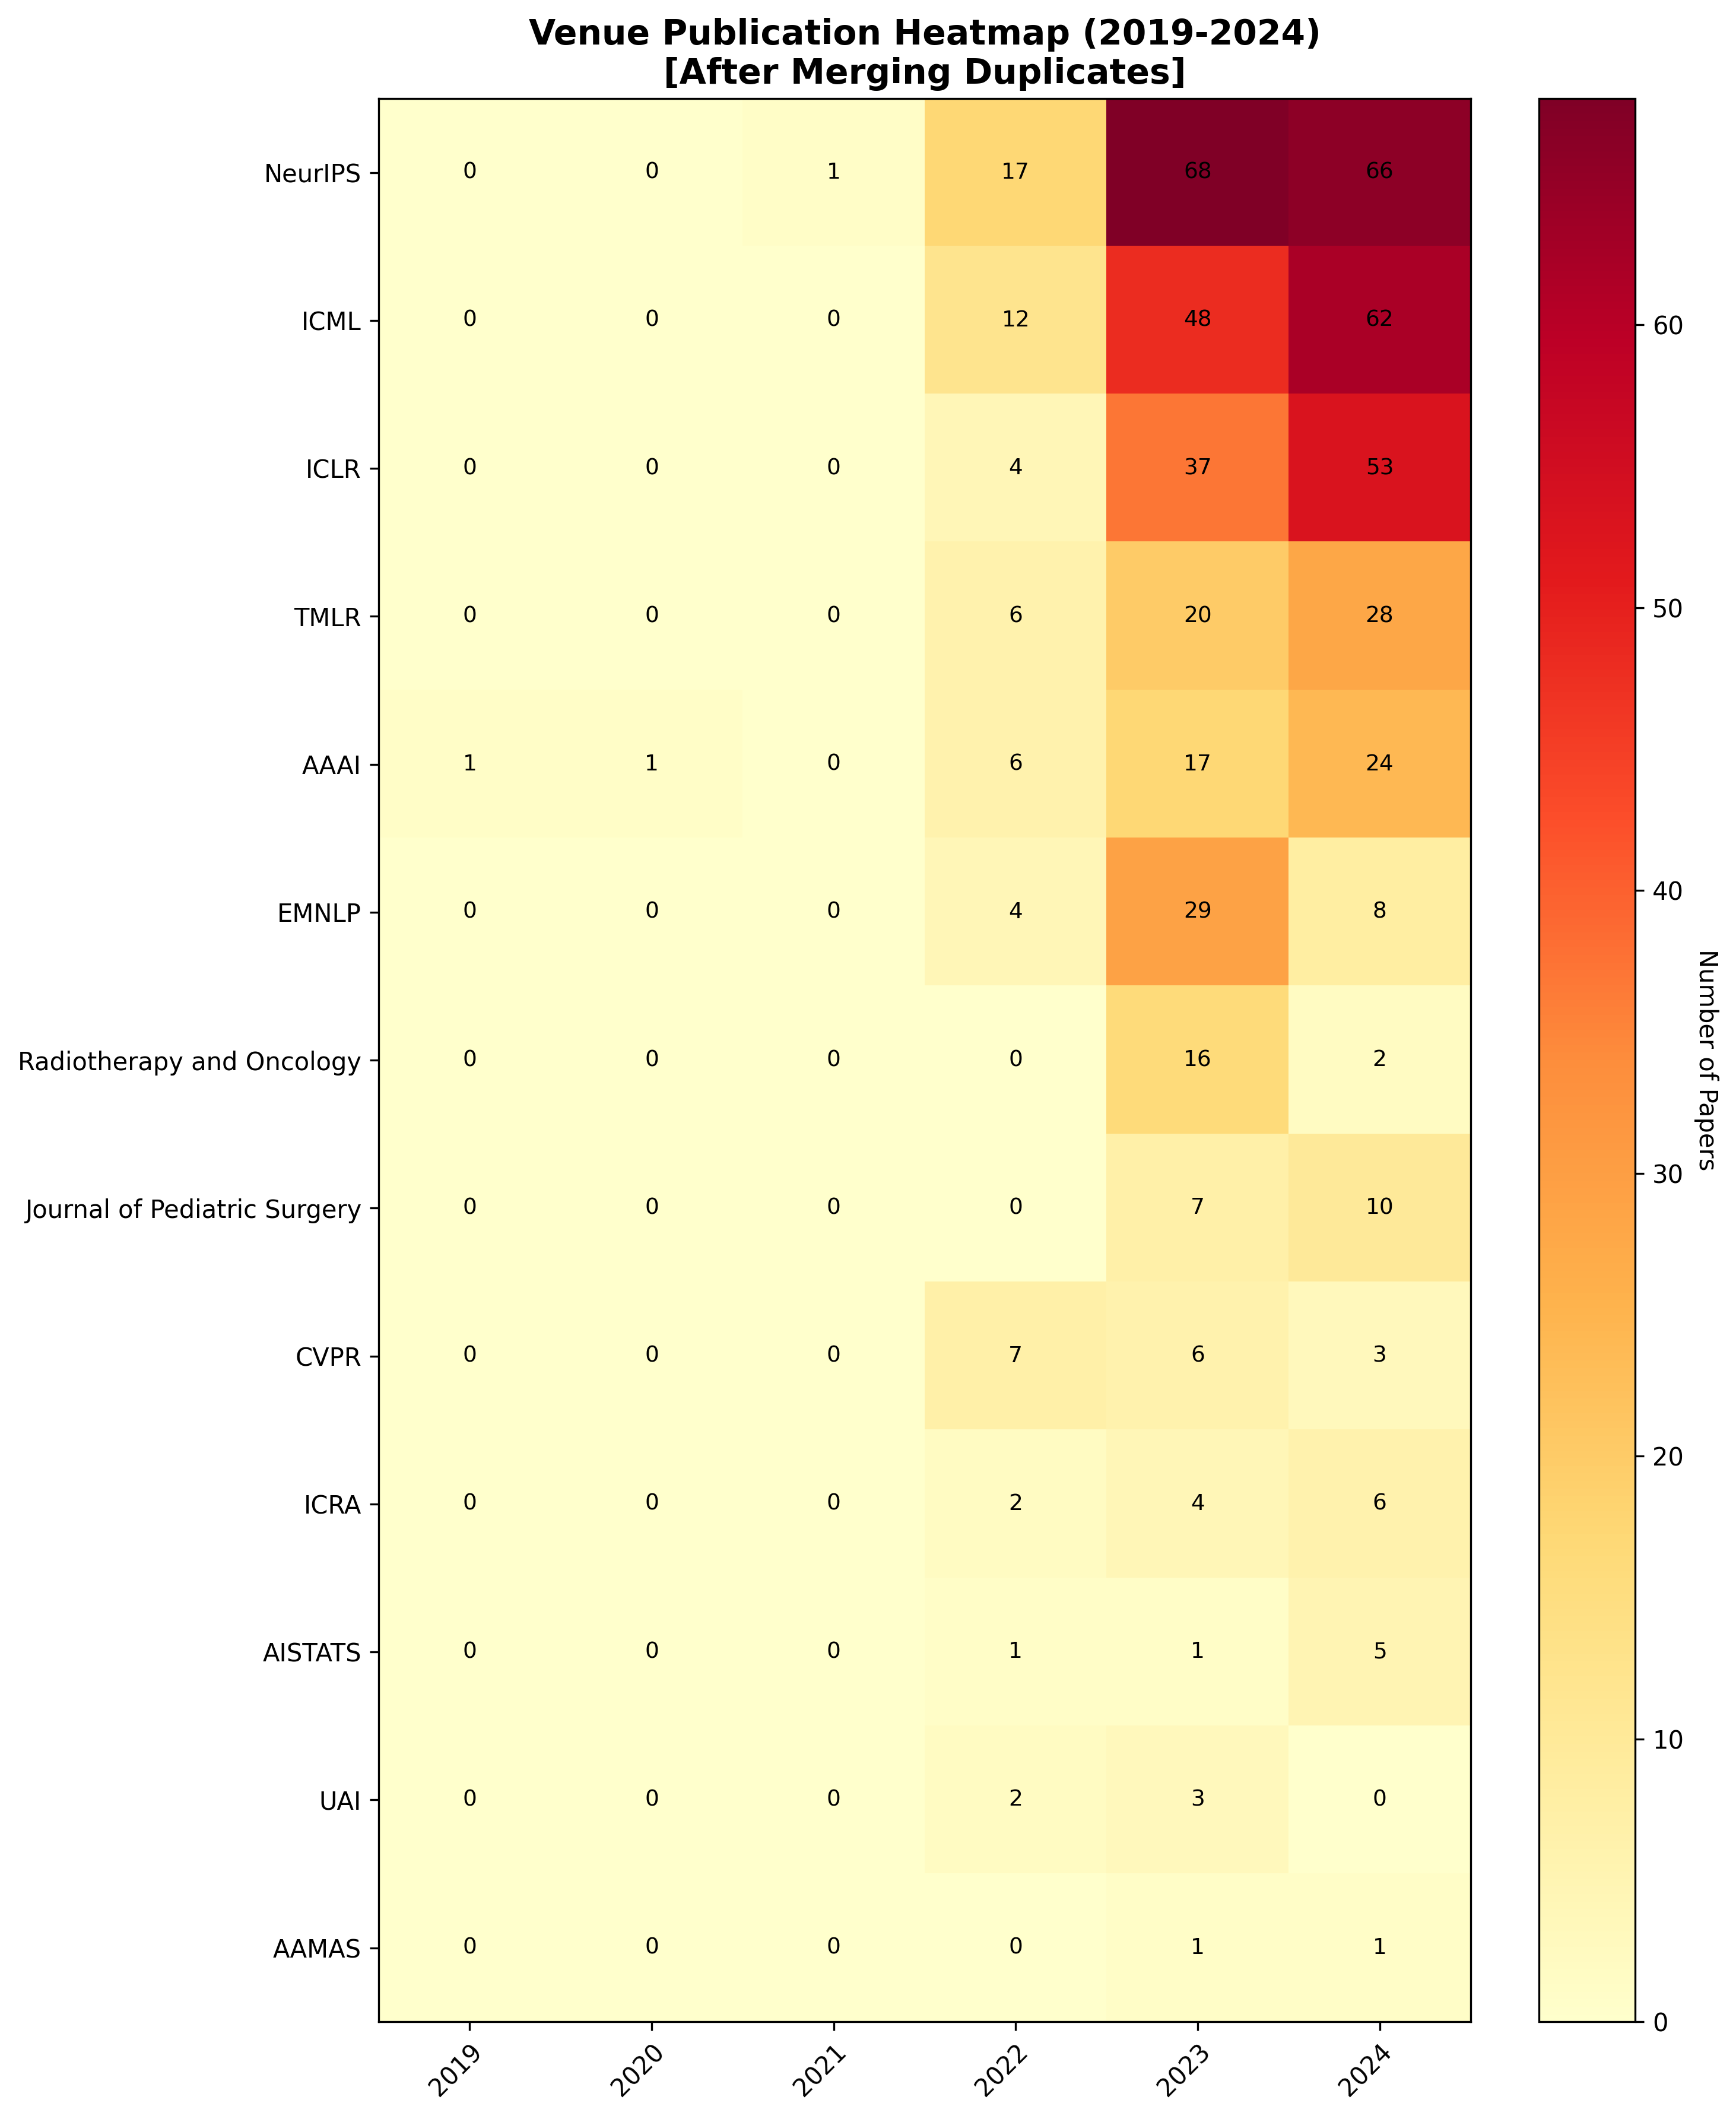 Venue Publication Heatmap (2019-2024)
[After Merging Duplicates]
NeurIPS 0 0 1 17 68 66
ICML 0 0 0 12 48 62
ICLR 0 0 0 4 37 53
TMLR 0 0 0 6 20 28
AAAI 1 1 0 6 17 24
EMNLP 0 0 0 4 29 8
Radiotherapy and Oncology 0 0 0 0 16 2
Journal of Pediatric Surgery 0 0 0 0 7 10
CVPR 0 0 0 7 6 3
ICRA 0 0 0 2 4 6
AISTATS 0 0 0 1 1 5
UAI 0 0 0 2 3 0
AAMAS 0 0 0 0 1 1
2019 2020 2021 2022 2023 2024
60
50
40
30
20
10
0
Number of Papers